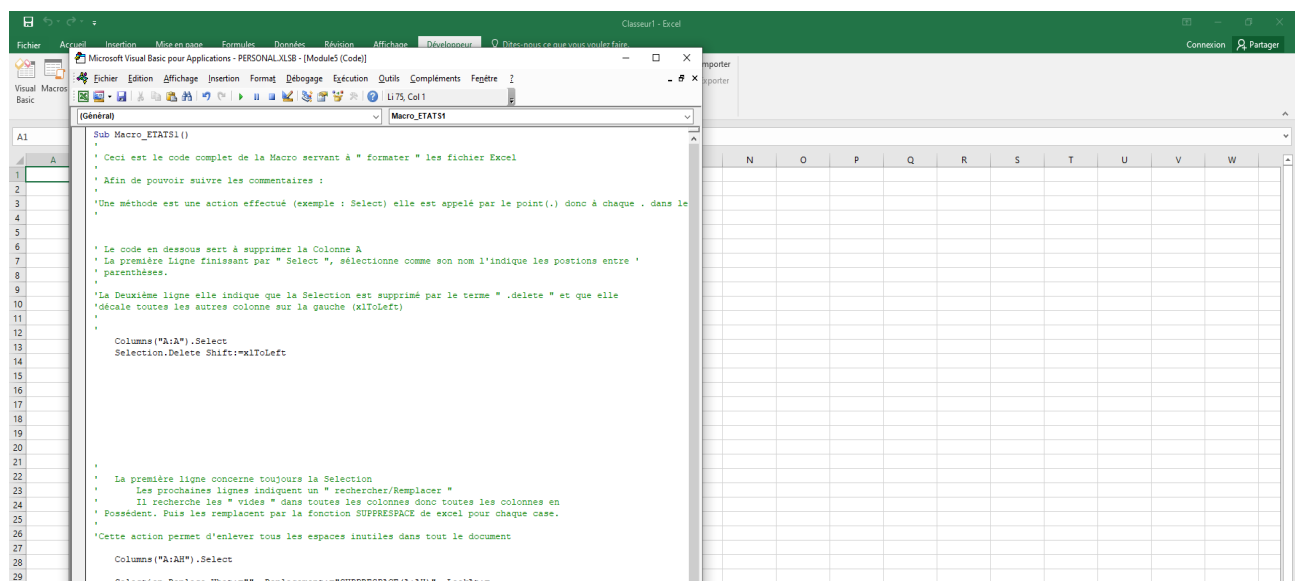 Classeur1 - Excel
Fichier Accueil Insertion Mise en page Formules Données Révision Affichage Développeur Dites-nous ce que vous voulez faire. Connexion Partager
Microsoft Visual Basic pour Applications - PERSONAL.XLSB - [Module5 (Code)]
Fichier Edition Affichage Insertion Format Débogage Exécution Outils Compléments Fenêtre ?
Visual Basic
Macros
Li 75, Col 1
(Général) Macro_ETATS1
A1
A N O P Q R S T U V W
1
2
3
4
5
6
7
8
9
10
11
12
13
14
15
16
17
18
19
20
21
22
23
24
25
26
27
28
29
Sub Macro_ETATS1()
'
' Ceci est le code complet de la Macro servant à " formater " les fichier Excel
'
' Afin de pouvoir suivre les commentaires :
'
'Une méthode est une action effectué (exemple : Select) elle est appelé par le point(.) donc à chaque . dans le
'
' Le code en dessous sert à supprimer la Colonne A
' La première Ligne finissant par " Select ", sélectionne comme son nom l'indique les postions entre '
' parenthèses.
'
'La Deuxième ligne elle indique que la Selection est supprimé par le terme " .delete " et que elle
'décale toutes les autres colonne sur la gauche (xlToLeft)
'
'
Columns("A:A").Select
Selection.Delete Shift:=xlToLeft
'
' La première ligne concerne toujours la Selection
' Les prochaines lignes indiquent un " rechercher/Remplacer "
' Il recherche les " vides " dans toutes les colonnes donc toutes les colonnes en
' Possédent. Puis les remplacent par la fonction SUPPRESPACE de excel pour chaque case.
'
'Cette action permet d'enlever tous les espaces inutiles dans tout le document
Columns("A:AH").Select